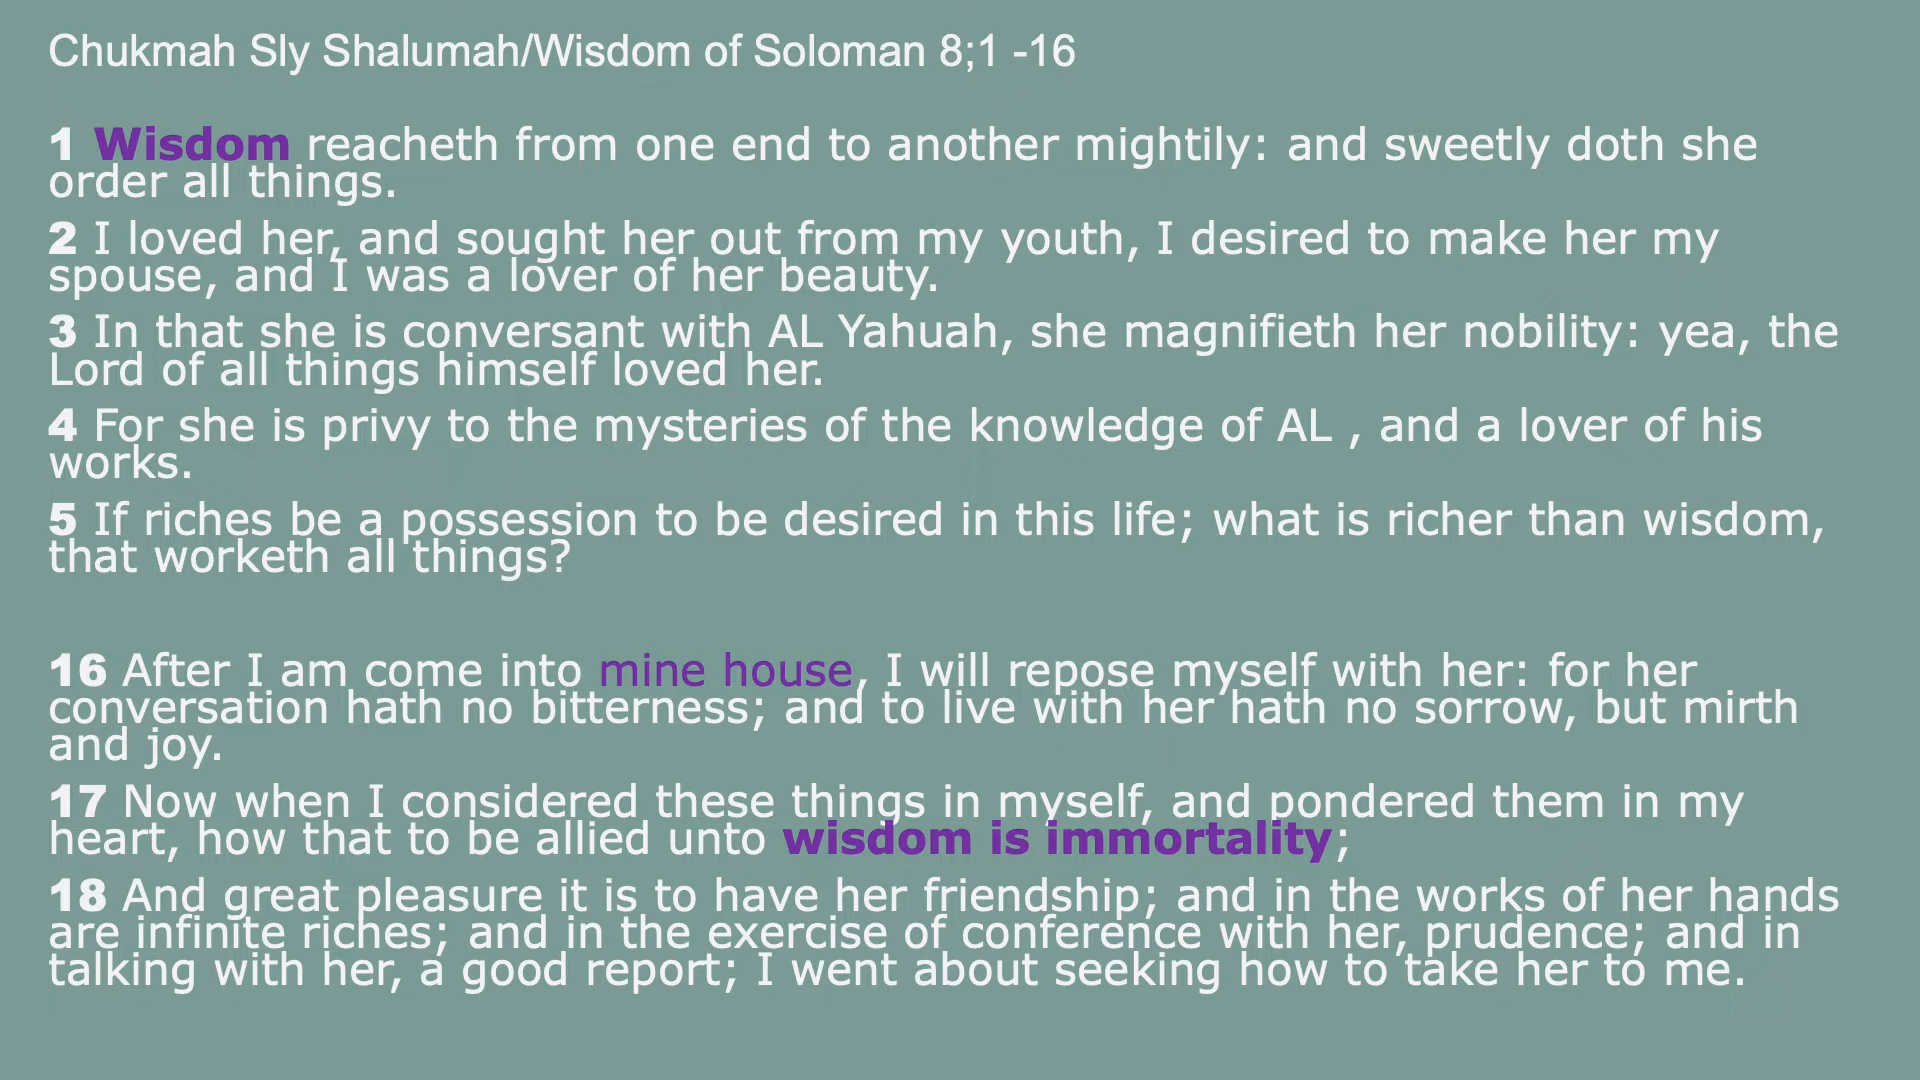 Chukmah Sly Shalumah/Wisdom of Soloman 8;1 -16
1 Wisdom reacheth from one end to another mightily: and sweetly doth she
order all things.
2 I loved her, and sought her out from my youth, I desired to make her my
spouse, and I was a lover of her beauty.
3 In that she is conversant with AL Yahuah, she magnifieth her nobility: yea, the
Lord of all things himself loved her.
4 For she is privy to the mysteries of the knowledge of AL , and a lover of his
works.
5 If riches be a possession to be desired in this life; what is richer than wisdom,
that worketh all things?
16 After I am come into mine house, I will repose myself with her: for her
conversation hath no bitterness; and to live with her hath no sorrow, but mirth
and joy.
17 Now when I considered these things in myself, and pondered them in my
heart, how that to be allied unto wisdom is immortality;
18 And great pleasure it is to have her friendship; and in the works of her hands
are infinite riches; and in the exercise of conference with her, prudence; and in
talking with her, a good report; I went about seeking how to take her to me.